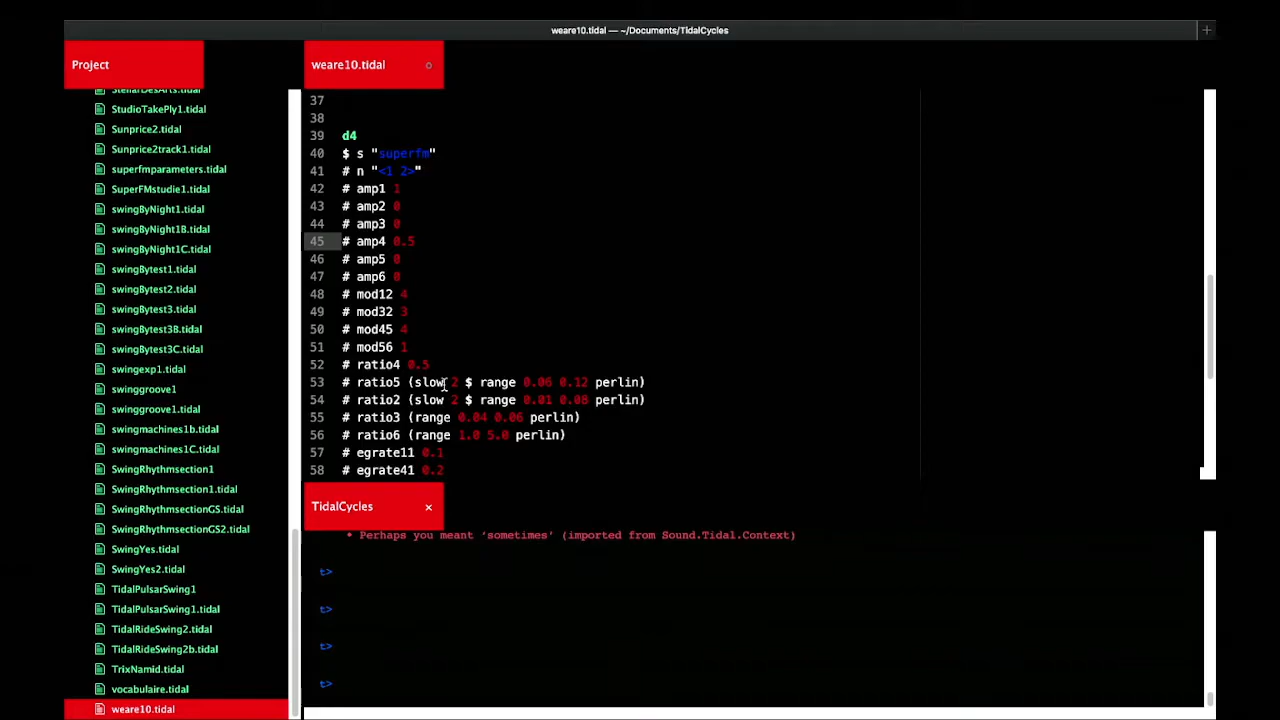 weare10.tidal — ~/Documents/TidalCycles
Project
weare10.tidal
StellarDesArts.tidal
StudioTakePly1.tidal
Sunprice2.tidal
Sunprice2track1.tidal
superfmparameters.tidal
SuperFMstudie1.tidal
swingByNight1.tidal
swingByNight1B.tidal
swingByNight1C.tidal
swingBytest1.tidal
swingBytest2.tidal
swingBytest3.tidal
swingBytest3B.tidal
swingBytest3C.tidal
swingexp1.tidal
swinggroove1
swinggroove1.tidal
swingmachines1b.tidal
swingmachines1C.tidal
SwingRhythmsection1
SwingRhythmsection1.tidal
SwingRhythmsectionGS.tidal
SwingRhythmsectionGS2.tidal
SwingYes.tidal
SwingYes2.tidal
TidalPulsarSwing1
TidalPulsarSwing1.tidal
TidalRideSwing2.tidal
TidalRideSwing2b.tidal
TrixNamid.tidal
vocabulaire.tidal
weare10.tidal
37
38
39 d4
40 $ s "superfm"
41 # n "<1 2>"
42 # amp1 1
43 # amp2 0
44 # amp3 0
45 # amp4 0.5
46 # amp5 0
47 # amp6 0
48 # mod12 4
49 # mod32 3
50 # mod45 4
51 # mod56 1
52 # ratio4 0.5
53 # ratio5 (slow 2 $ range 0.06 0.12 perlin)
54 # ratio2 (slow 2 $ range 0.01 0.08 perlin)
55 # ratio3 (range 0.04 0.06 perlin)
56 # ratio6 (range 1.0 5.0 perlin)
57 # egrate11 0.1
58 # egrate41 0.2
TidalCycles
• Perhaps you meant ‘sometimes’ (imported from Sound.Tidal.Context)
t>
t>
t>
t>